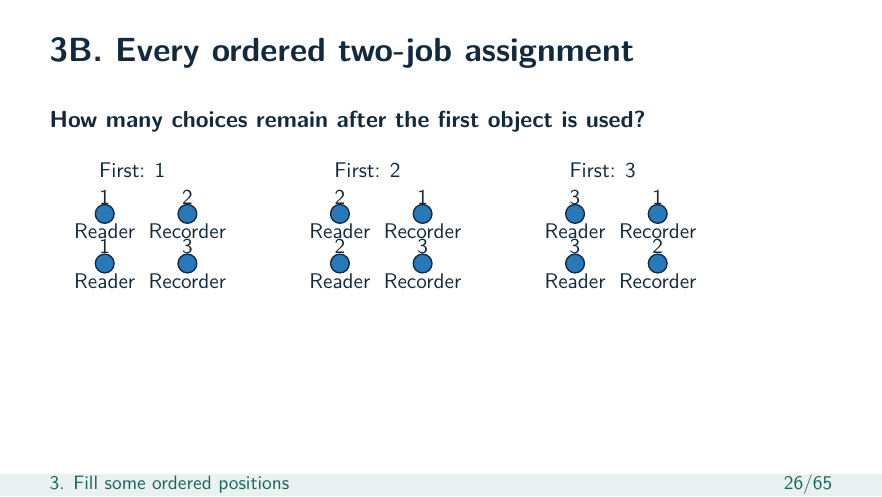 3B. Every ordered two-job assignment
How many choices remain after the first object is used?
First: 1 First: 2 First: 3
1 2 2 1 3 1
Reader Recorder Reader Recorder Reader Recorder
1 3 2 3 3 2
Reader Recorder Reader Recorder Reader Recorder
3. Fill some ordered positions 26/65